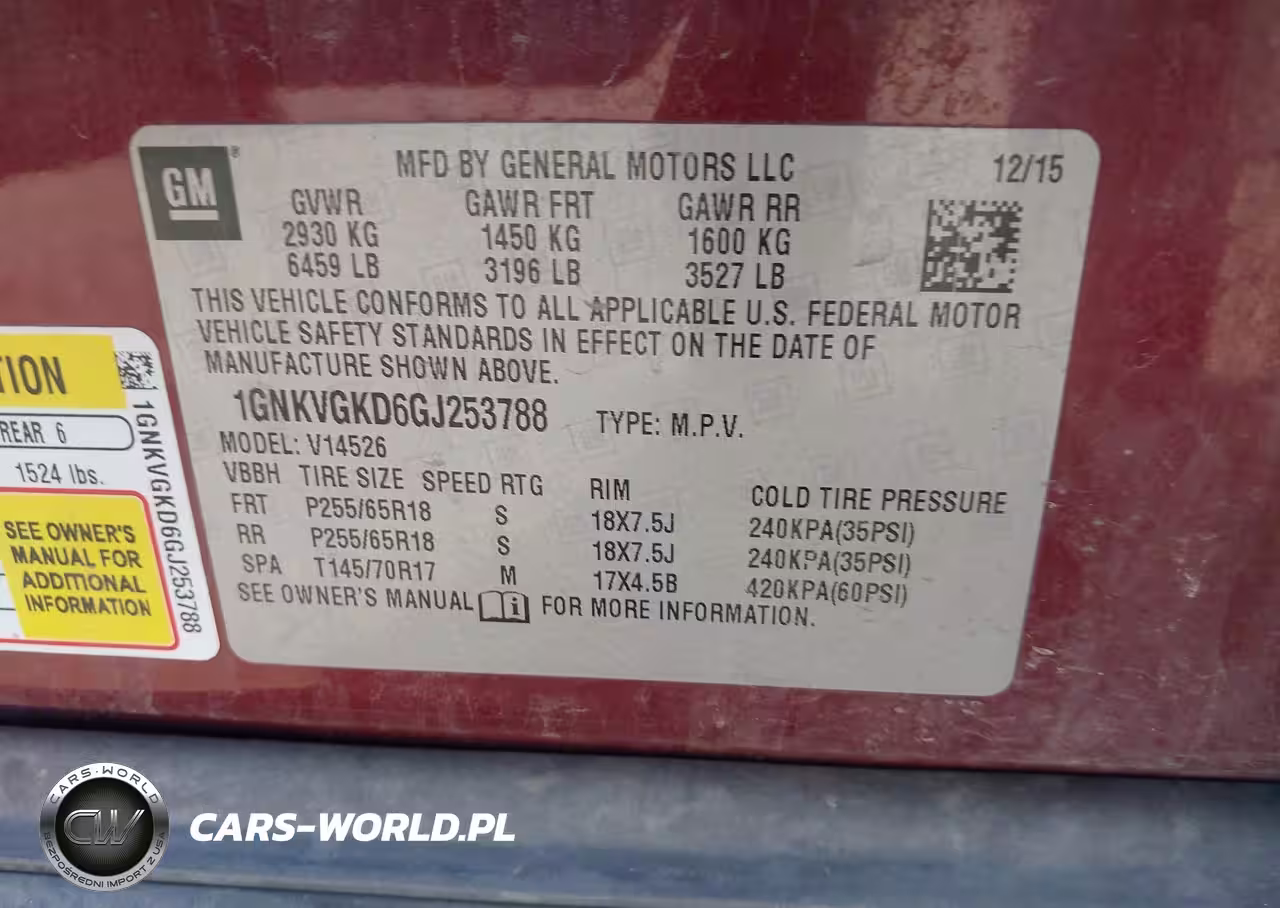 GM
®
MFD BY GENERAL MOTORS LLC 12/15
GVWR GAWR FRT GAWR RR
2930 KG 1450 KG 1600 KG
6459 LB 3196 LB 3527 LB
THIS VEHICLE CONFORMS TO ALL APPLICABLE U.S. FEDERAL MOTOR
VEHICLE SAFETY STANDARDS IN EFFECT ON THE DATE OF
MANUFACTURE SHOWN ABOVE.
1GNKVGKD6GJ253788 TYPE: M.P.V.
MODEL: V14526
VBBH TIRE SIZE SPEED RTG RIM COLD TIRE PRESSURE
FRT P255/65R18 S 18X7.5J 240KPA(35PSI)
RR P255/65R18 S 18X7.5J 240KPA(35PSI)
SPA T145/70R17 M 17X4.5B 420KPA(60PSI)
SEE OWNER'S MANUAL FOR MORE INFORMATION.
TION
REAR 6
1524 lbs.
SEE OWNER'S
MANUAL FOR
ADDITIONAL
INFORMATION
1GNKVGKD6GJ253788
CARS-WORLD
CW
BEZPOŚREDNI IMPORT Z USA
CARS-WORLD.PL